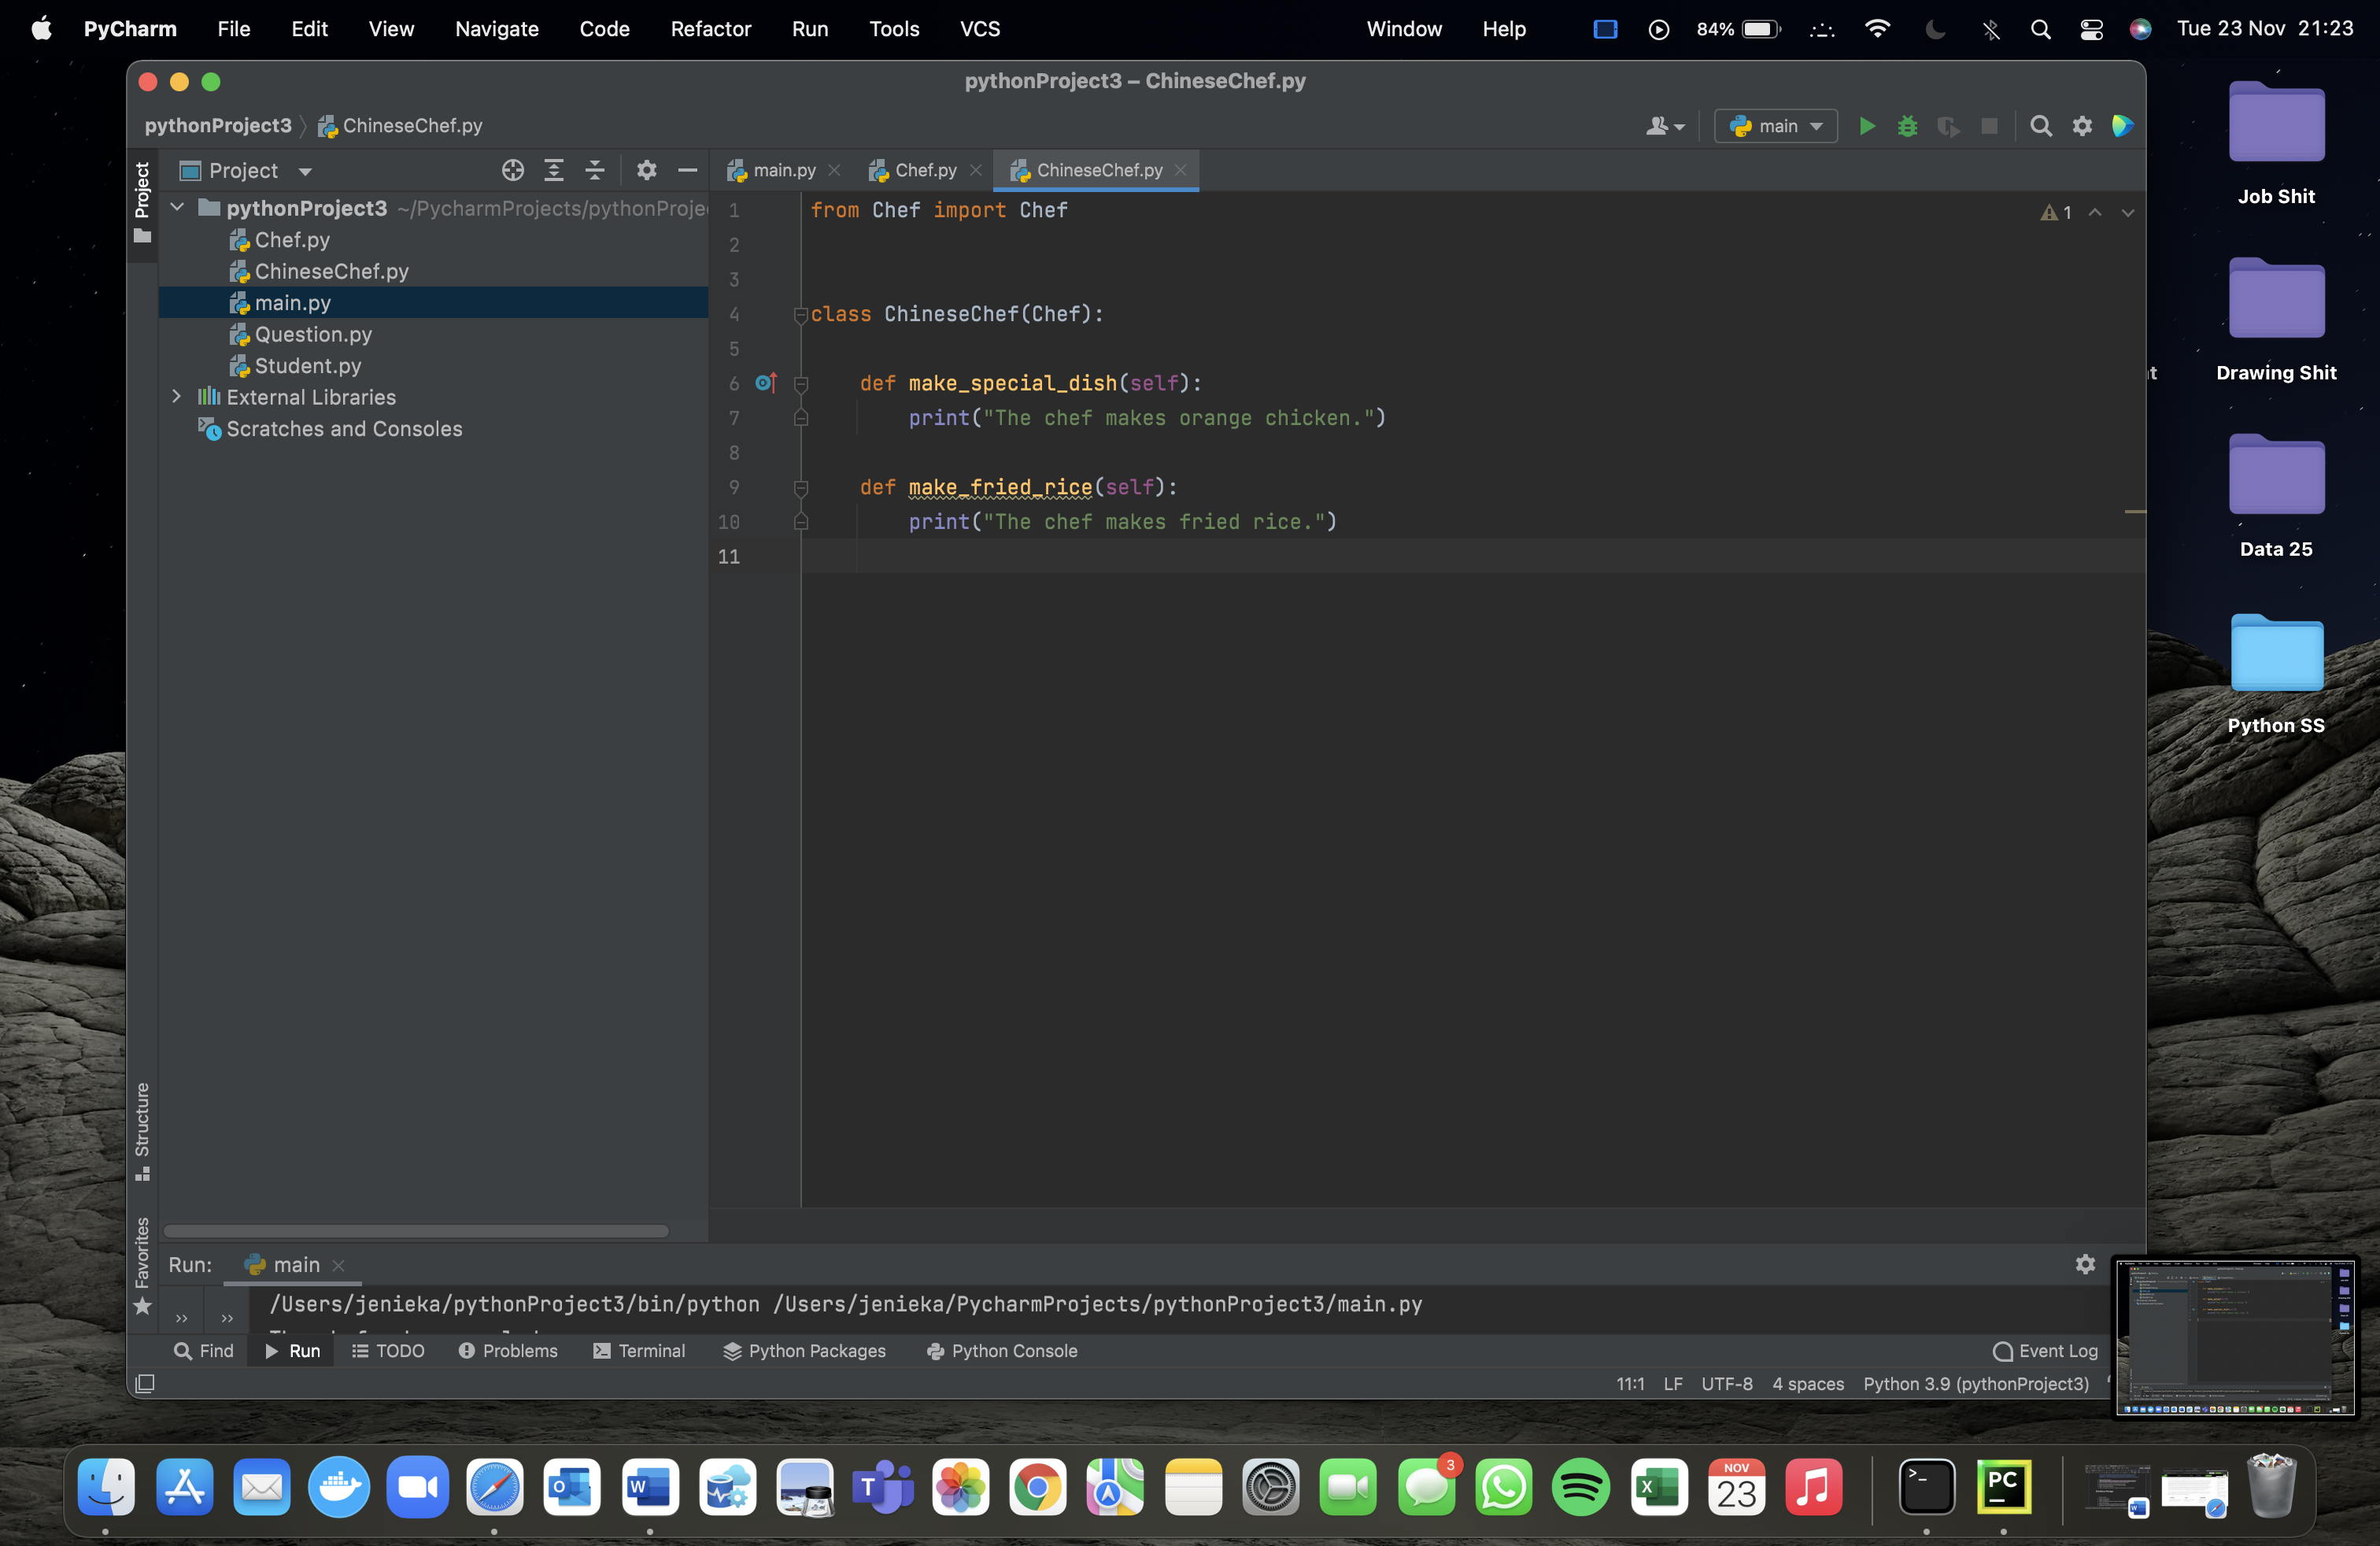 PyCharm File Edit View Navigate Code Refactor Run Tools VCS Window Help 84% Tue 23 Nov 21:23
pythonProject3 – ChineseChef.py
pythonProject3 ChineseChef.py main
Project
Project
main.py Chef.py ChineseChef.py
pythonProject3 ~/PycharmProjects/pythonProje
Chef.py
ChineseChef.py
main.py
Question.py
Student.py
External Libraries
Scratches and Consoles
1 from Chef import Chef
2
3
4 class ChineseChef(Chef):
5
6 def make_special_dish(self):
7 print("The chef makes orange chicken.")
8
9 def make_fried_rice(self):
10 print("The chef makes fried rice.")
11
1
Job Shit
Drawing Shit
Data 25
Python SS
Structure
Favorites
Run: main
/Users/jenieka/pythonProject3/bin/python /Users/jenieka/PycharmProjects/pythonProject3/main.py
Find Run TODO Problems Terminal Python Packages Python Console Event Log
11:1 LF UTF-8 4 spaces Python 3.9 (pythonProject3)
3
NOV
23
PC